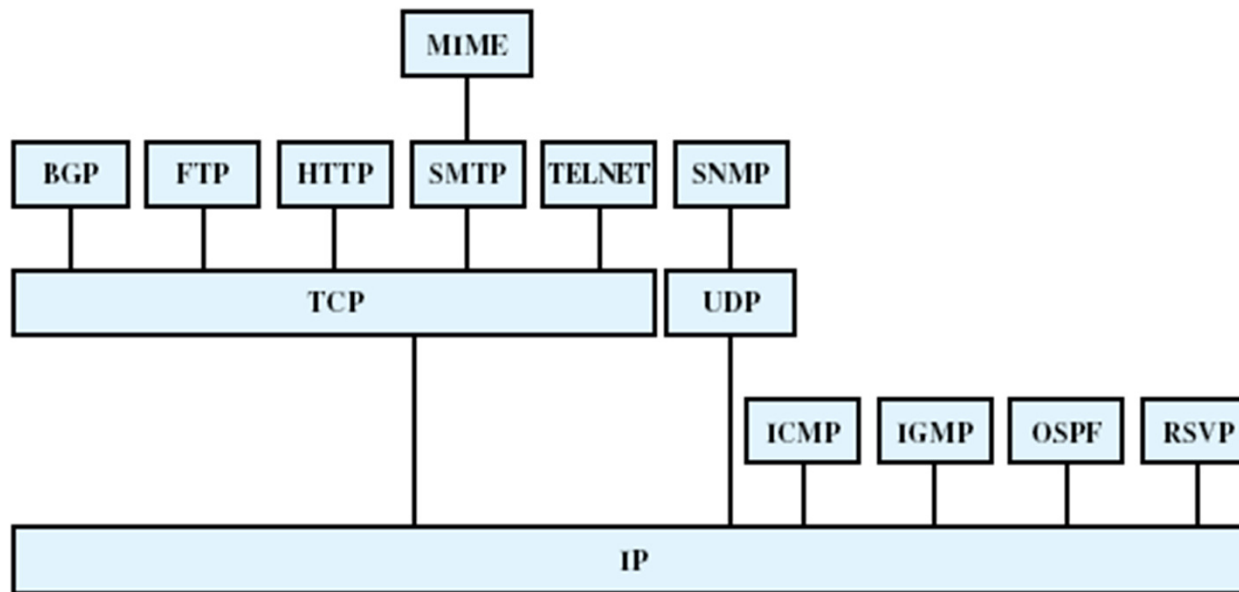 MIME
BGP FTP HTTP SMTP TELNET SNMP
TCP UDP
ICMP IGMP OSPF RSVP
IP